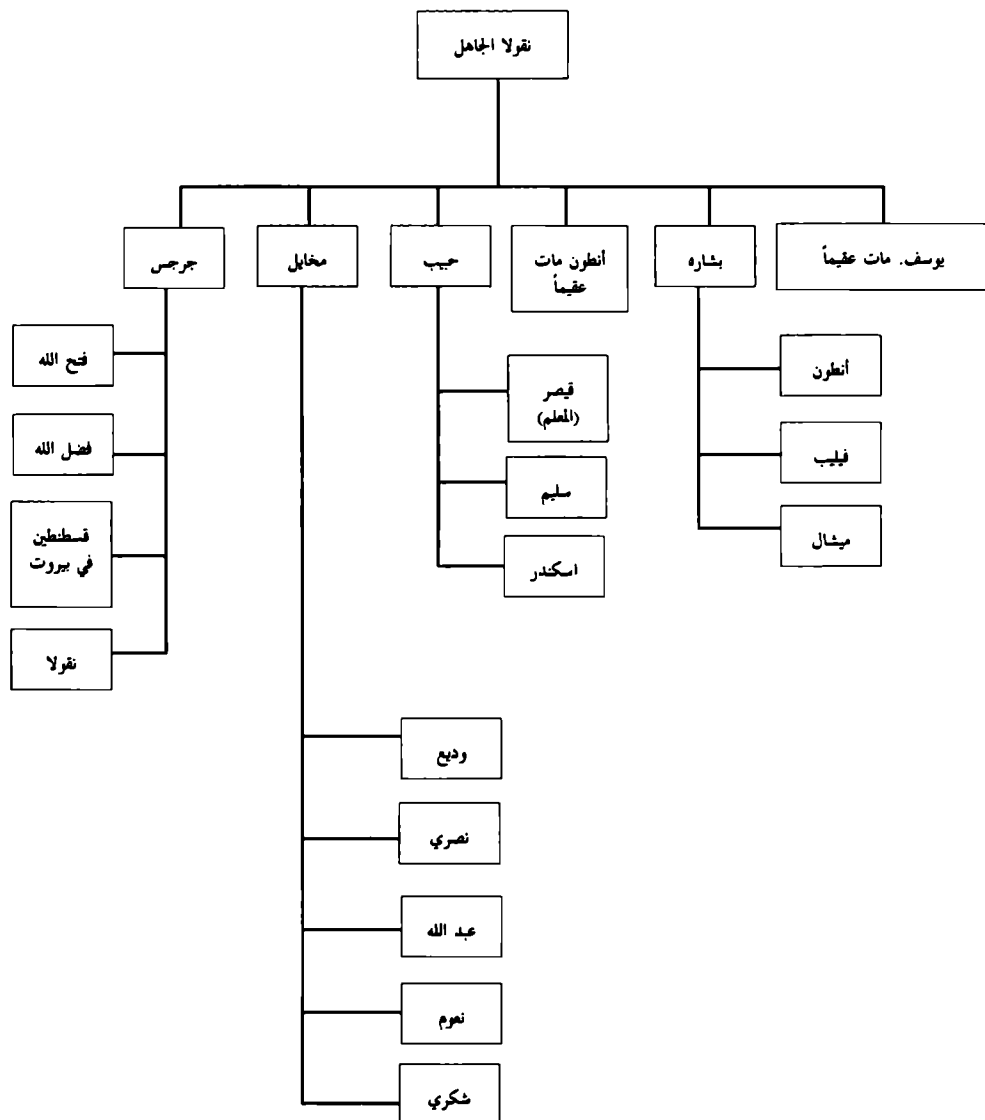 نقولا الجاهل
يوسف. مات عقيماً
بشاره
أنطون مات
عقيماً
حبيب
مخايل
جرجس
أنطون
فيليب
ميشال
قيصر
(المعلم)
سليم
اسكندر
وديع
نصري
عبد الله
نعوم
شكري
فتح الله
فضل الله
قسطنطين
في بيروت
نقولا